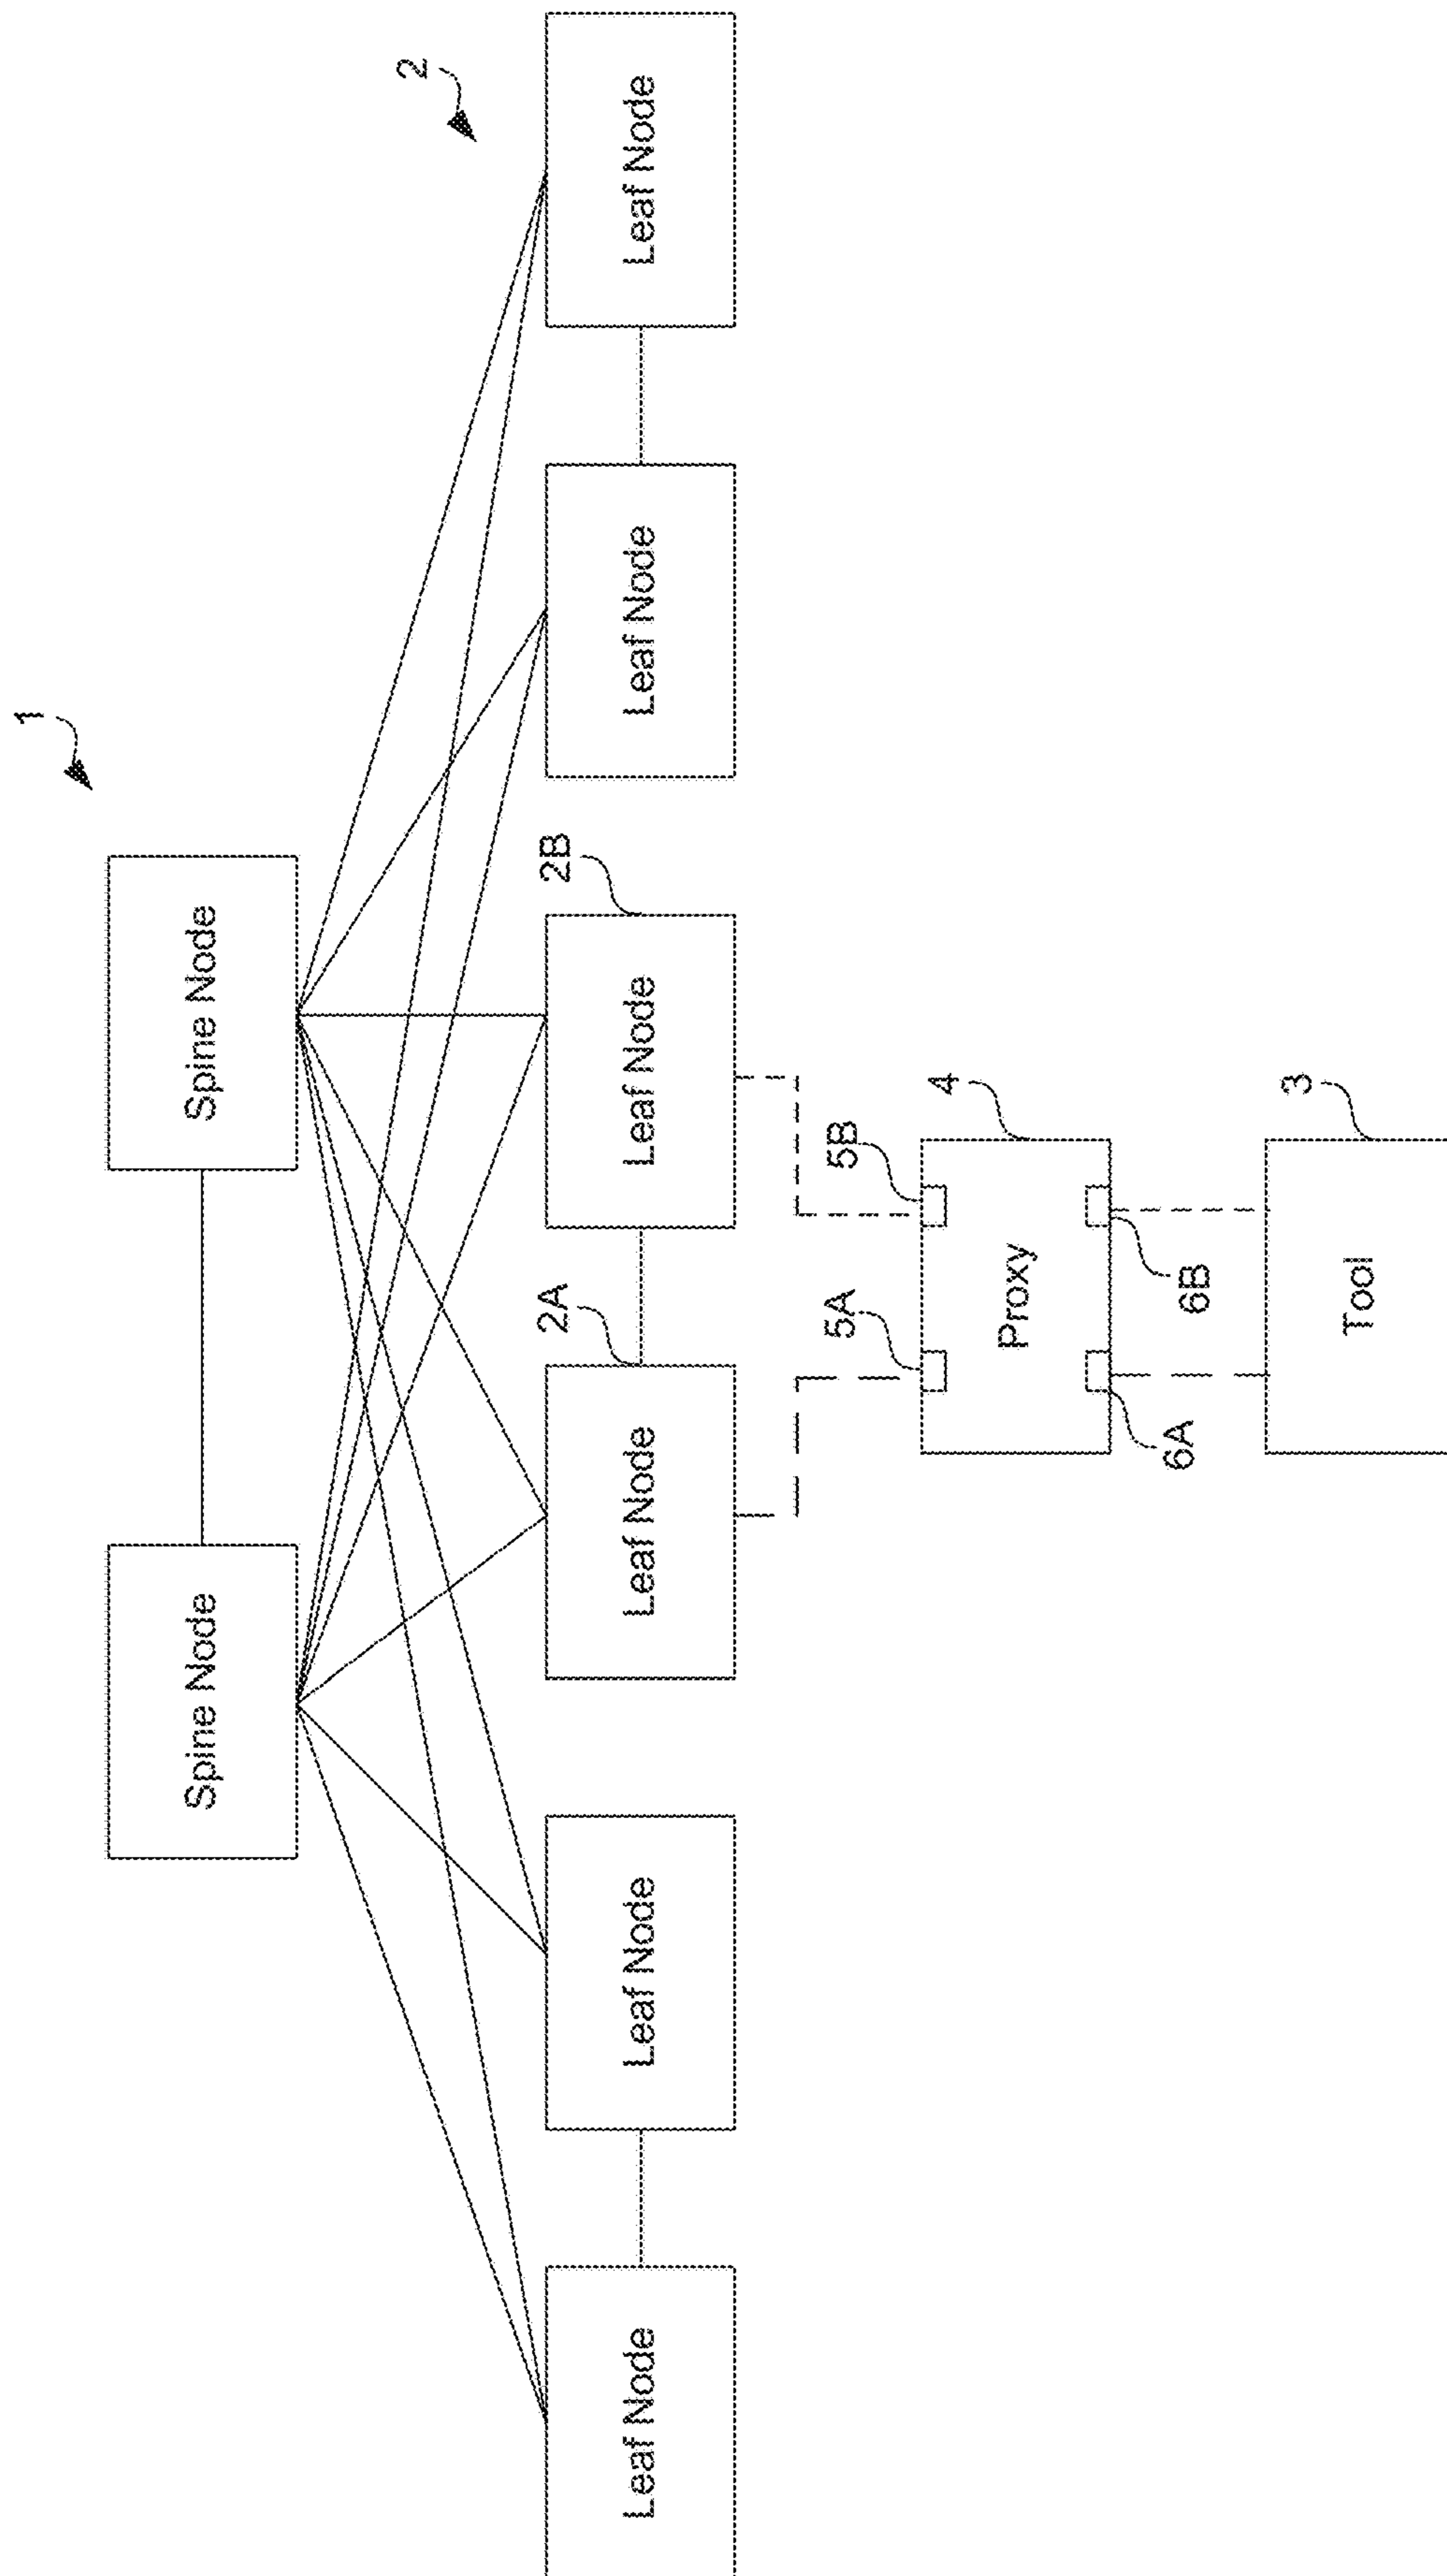 1
Spine Node
Spine Node
2
Leaf Node
Leaf Node
2A
Leaf Node
2B
Leaf Node
Leaf Node
Leaf Node
5A
5B
Proxy
4
6A
6B
Tool
3